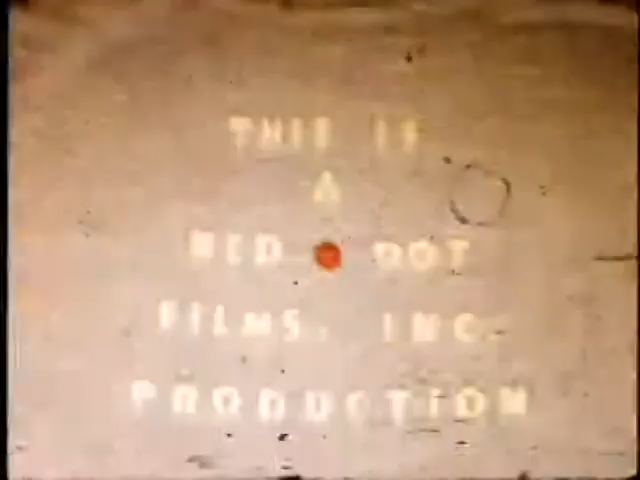 THIS IS
A
RED DOT
FILMS, INC.
PRODUCTION